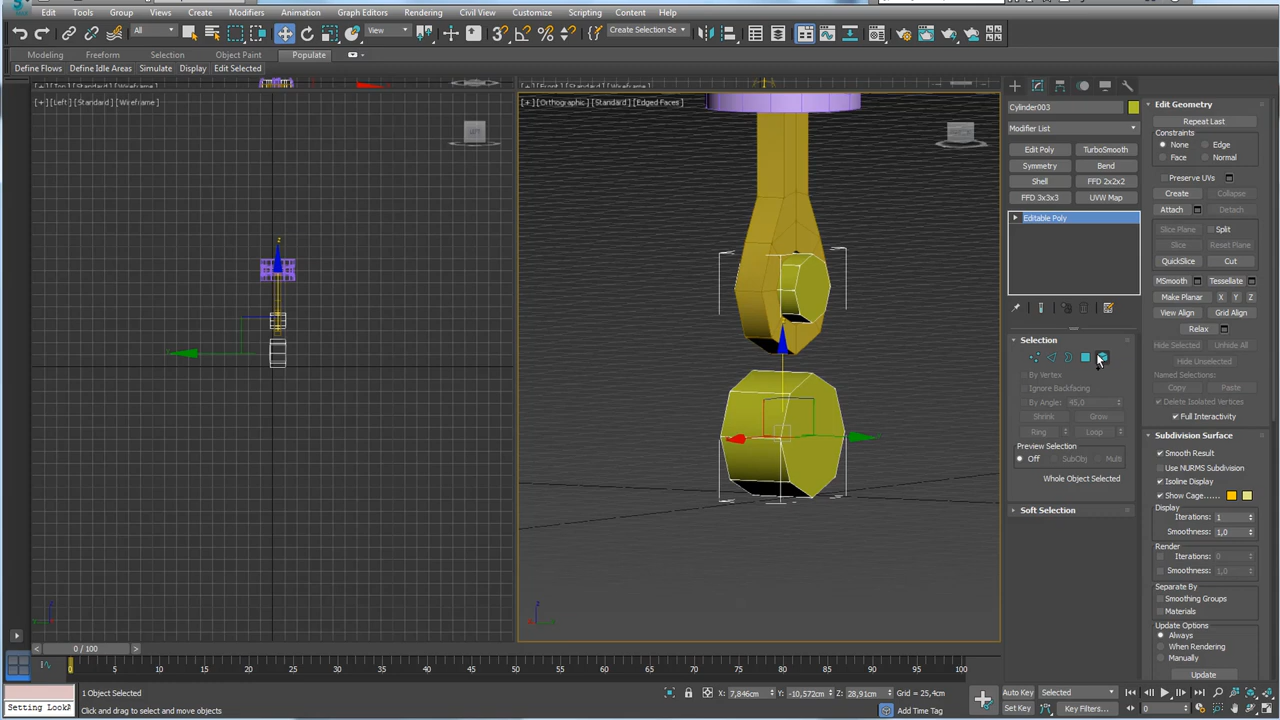 Edit Tools Group Views Create Modifiers Animation Graph Editors Rendering Civil View Customize Scripting Content Help
All View Create Selection Se
Modeling Freeform Selection Object Paint Populate
Define Flows Define Idle Areas Simulate Display Edit Selected
[+] [Left] [Standard] [Wireframe]
[+] [Orthographic] [Standard] [Edged Faces]
Cylinder003
Modifier List
Edit Poly TurboSmooth
Symmetry Bend
Shell FFD 2x2x2
FFD 3x3x3 UVW Map
Editable Poly
Selection
By Vertex
Ignore Backfacing
By Angle: 45,0
Shrink Grow
Ring Loop
Preview Selection
Off SubObj Multi
Whole Object Selected
Soft Selection
Edit Geometry
Repeat Last
Constraints
None Edge
Face Normal
Preserve UVs
Create Collapse
Attach Detach
Slice Plane Split
Slice Reset Plane
QuickSlice Cut
MSmooth Tessellate
Make Planar X Y Z
View Align Grid Align
Relax
Hide Selected Unhide All
Hide Unselected
Named Selections:
Copy Paste
Delete Isolated Vertices
Full Interactivity
Subdivision Surface
Smooth Result
Use NURMS Subdivision
Isoline Display
Show Cage......
Display
Iterations: 1
Smoothness: 1,0
Render
Iterations: 0
Smoothness: 1,0
Separate By
Smoothing Groups
Materials
Update Options
Always
When Rendering
Manually
Update
0 / 100
0 5 10 15 20 25 30 35 40 45 50 55 60 65 70 75 80 85 90 95 100
1 Object Selected
X: 7,846cm Y: -10,572cm Z: 28,91cm Grid = 25,4cm
Auto Key Selected
Setting LookA
Click and drag to select and move objects
Add Time Tag
Set Key Key Filters... 0